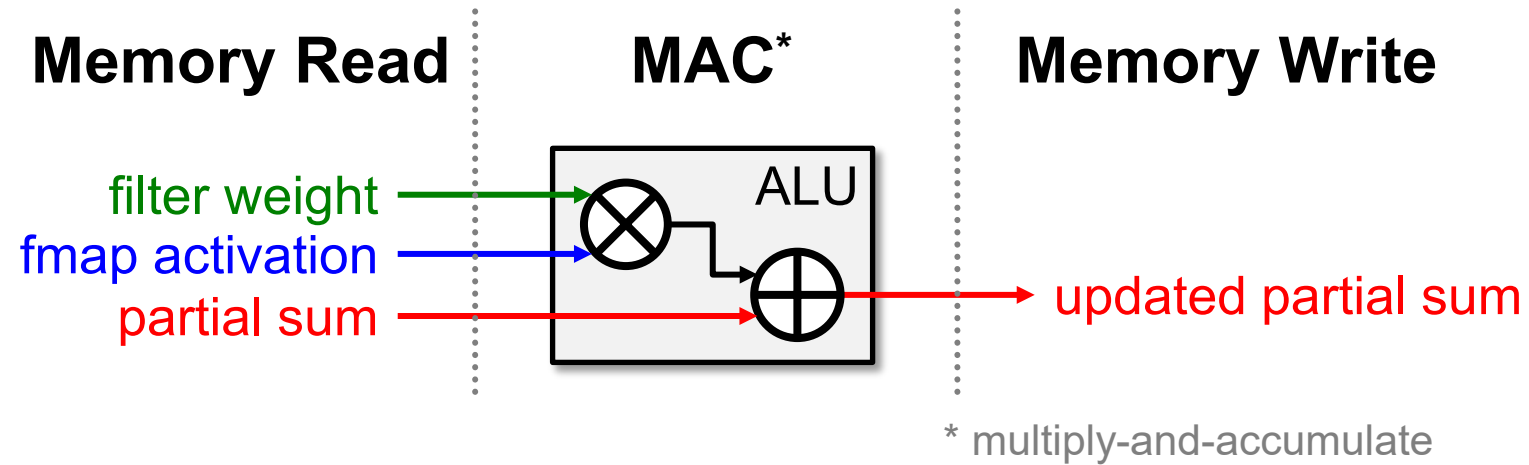 Memory Read
MAC*
Memory Write
ALU
filter weight
fmap activation
partial sum
updated partial sum
* multiply-and-accumulate